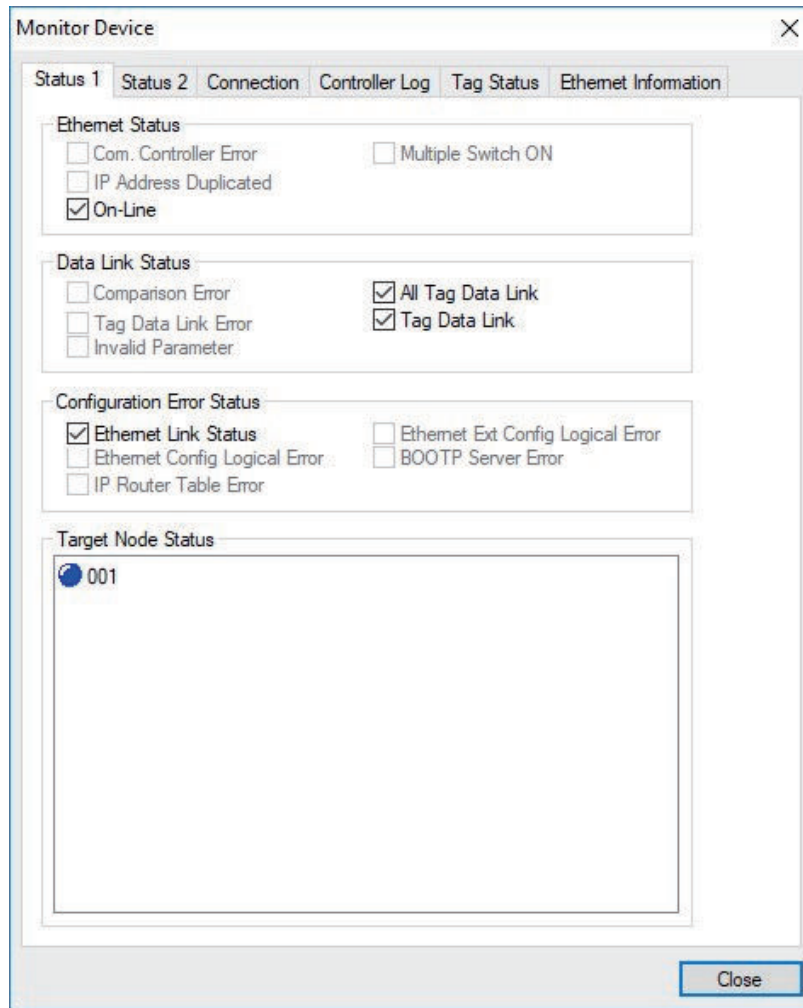 Monitor Device
Status 1 Status 2 Connection Controller Log Tag Status Ethernet Information
Ethernet Status
Com. Controller Error Multiple Switch ON
IP Address Duplicated
On-Line
Data Link Status
Comparison Error All Tag Data Link
Tag Data Link Error Tag Data Link
Invalid Parameter
Configuration Error Status
Ethernet Link Status Ethernet Ext Config Logical Error
Ethernet Config Logical Error BOOTP Server Error
IP Router Table Error
Target Node Status
001
Close